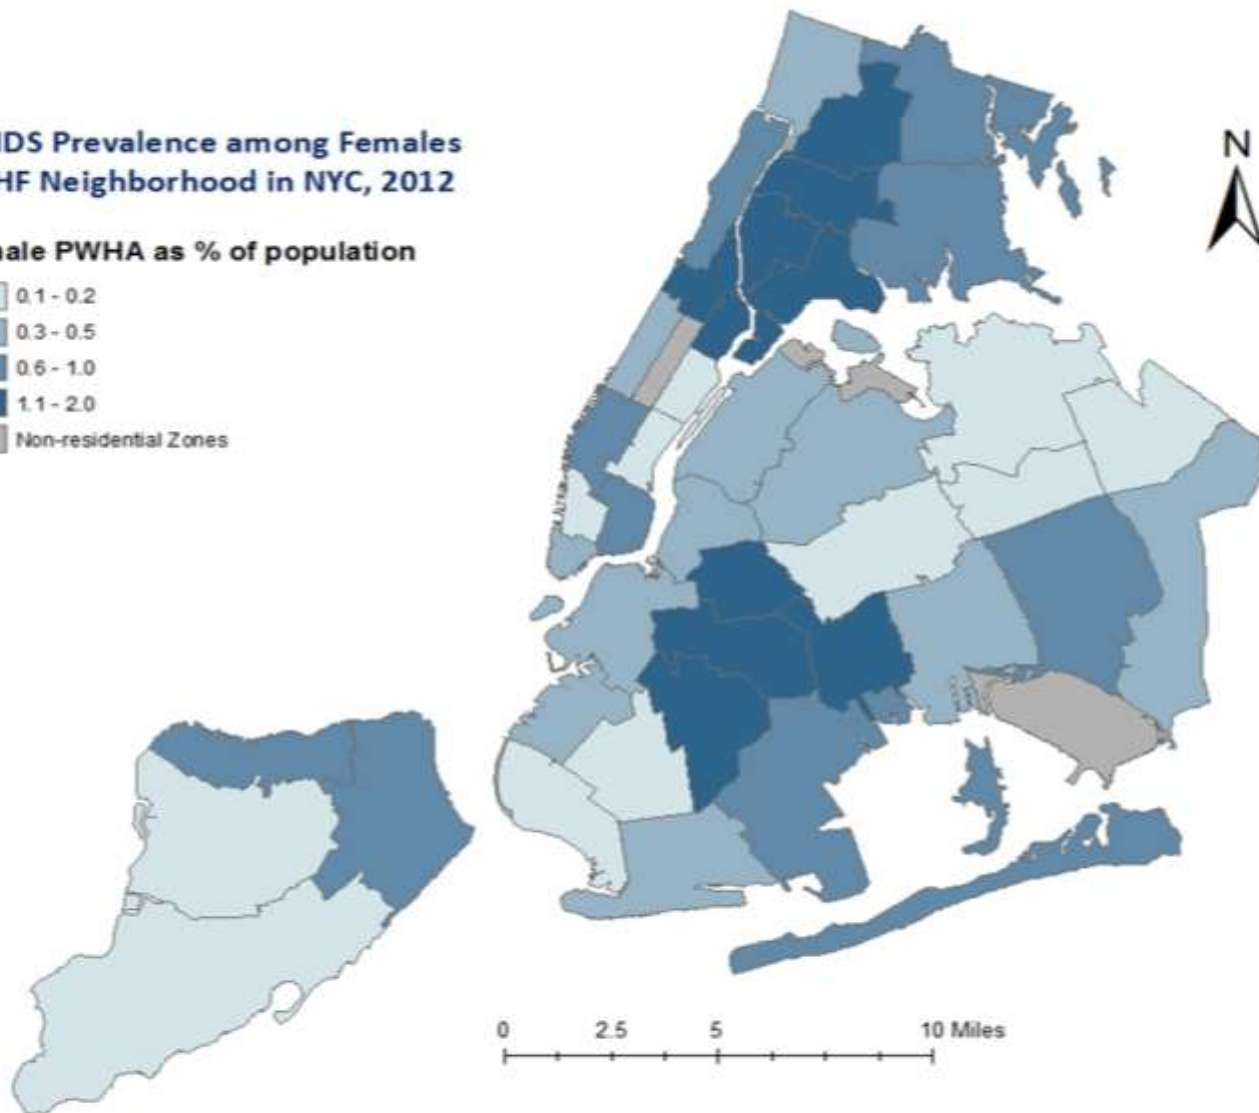 IDS Prevalence among Females
HF Neighborhood in NYC, 2012
nale PWHA as % of population
0.1 - 0.2
0.3 - 0.5
0.6 - 1.0
1.1 - 2.0
Non-residential Zones
N
0 2.5 5 10 Miles